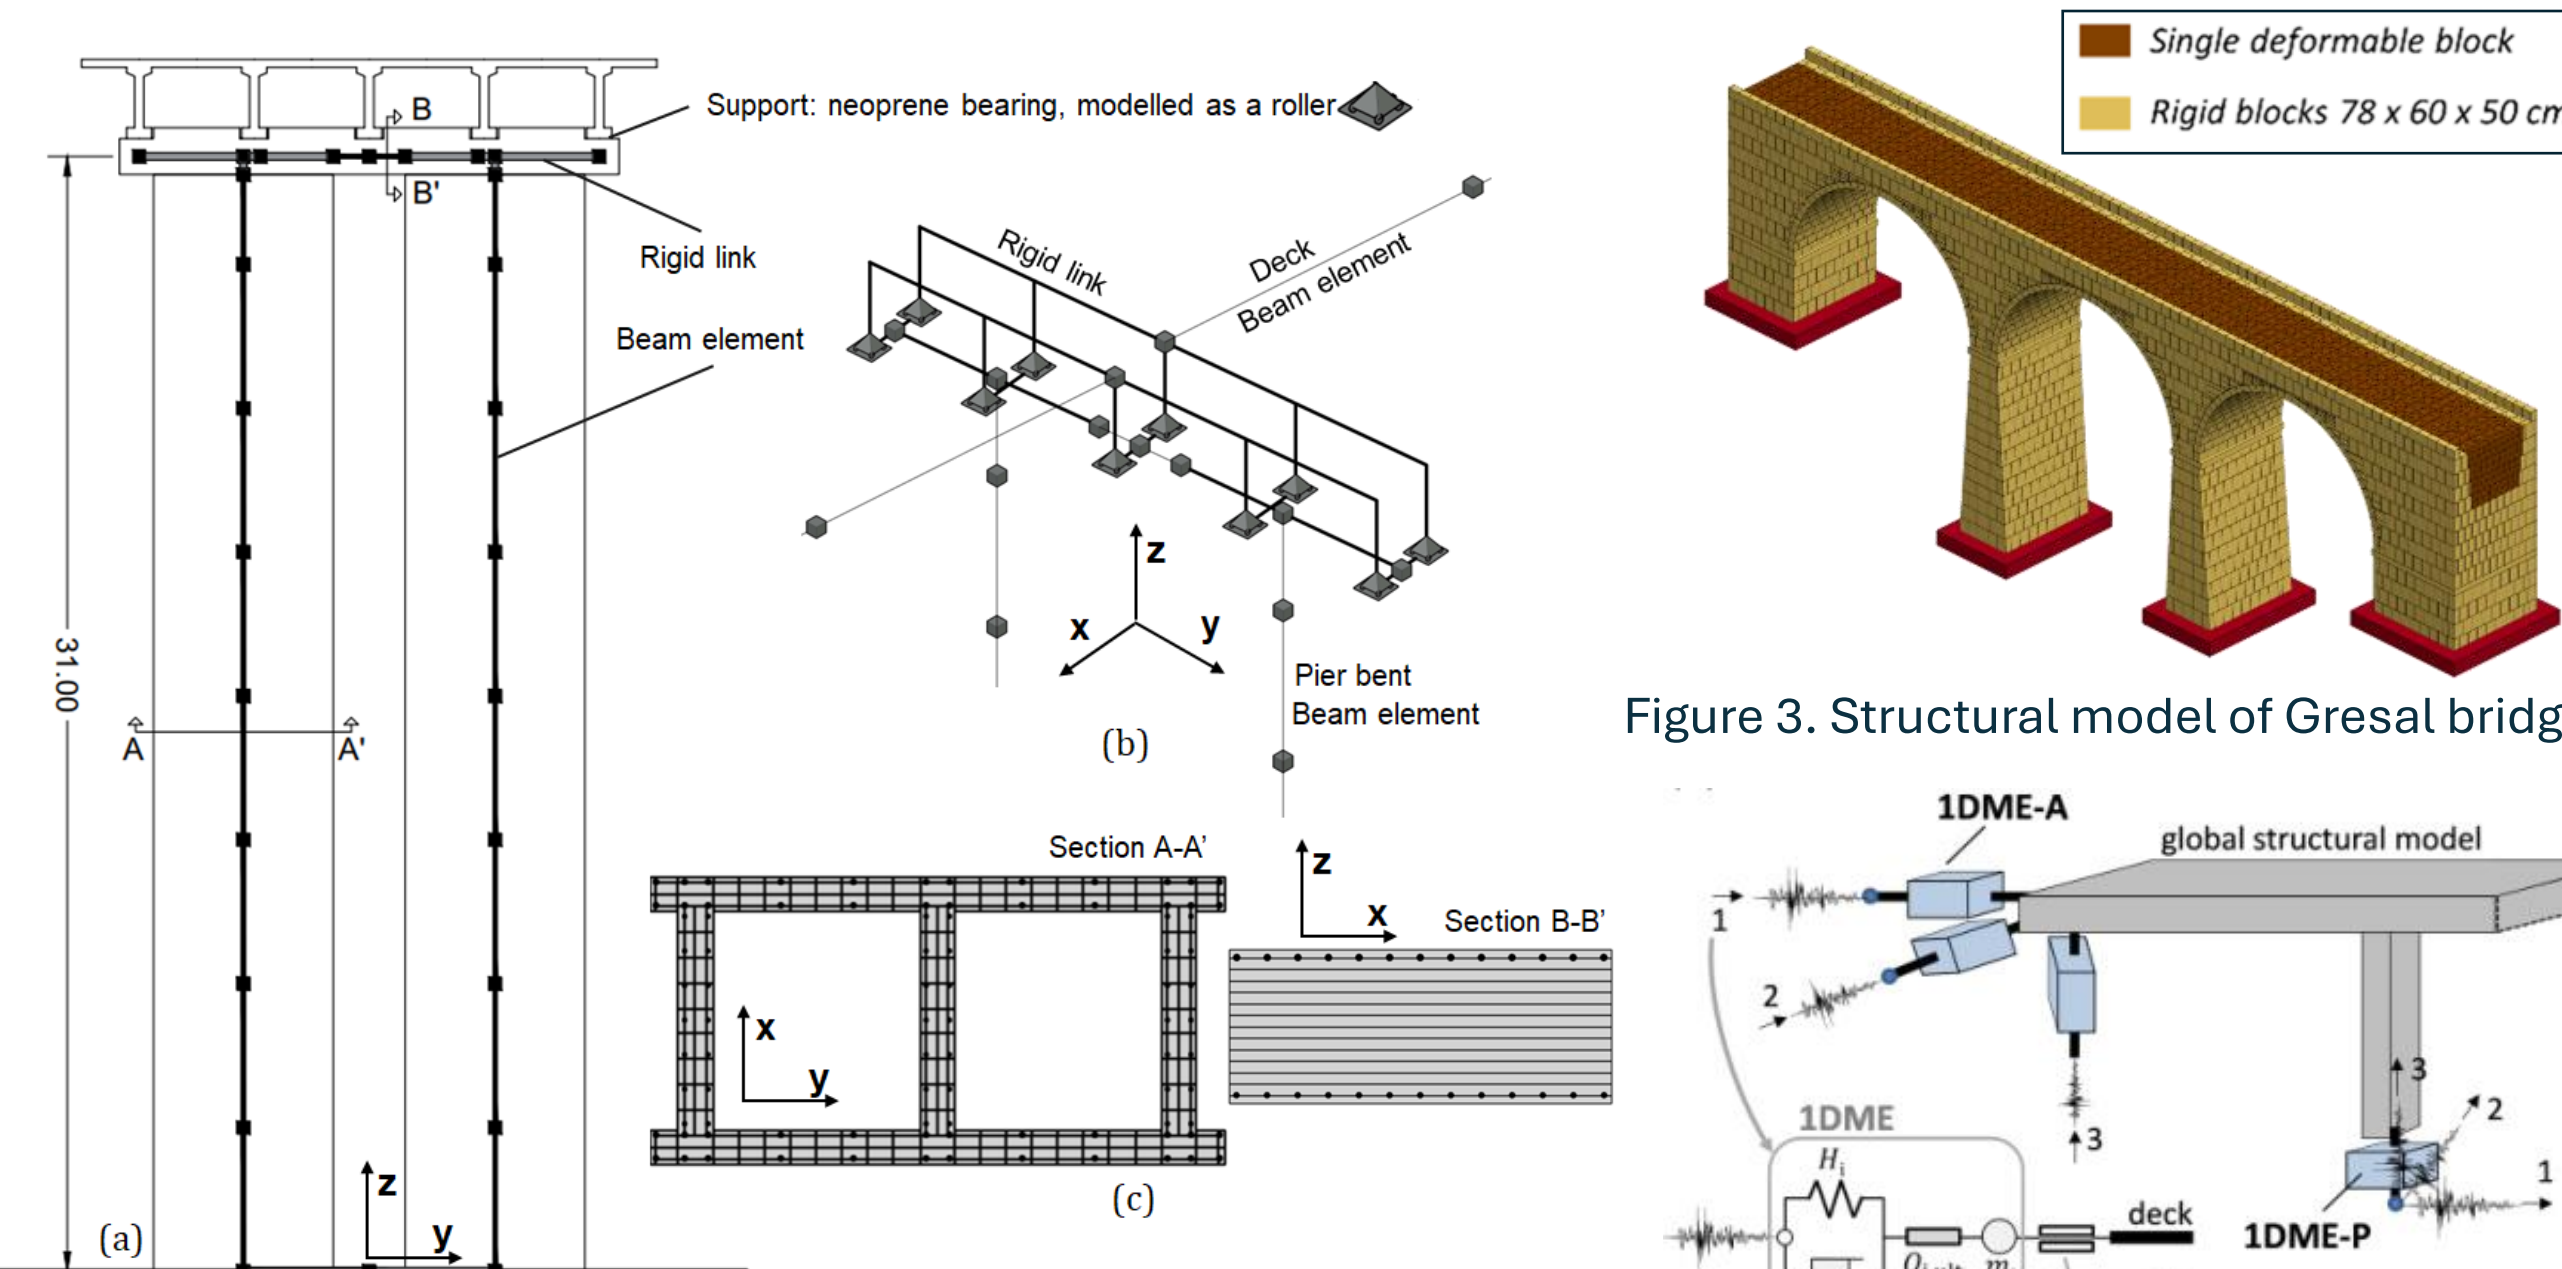 B
B'
31.00
A
A'
z
y
(a)
Support: neoprene bearing, modelled as a roller
Rigid link
Beam element
Rigid link
Deck
Beam element
z
x
y
Pier bent
Beam element
(b)
Section A-A’
x
y
z
x
Section B-B’
(c)
Single deformable block
Rigid blocks 78 x 60 x 50 cm
Figure 3. Structural model of Gresal bridg
1DME-A
global structural model
1
2
3
3
2
1
1DME
H i
deck
1DME-P